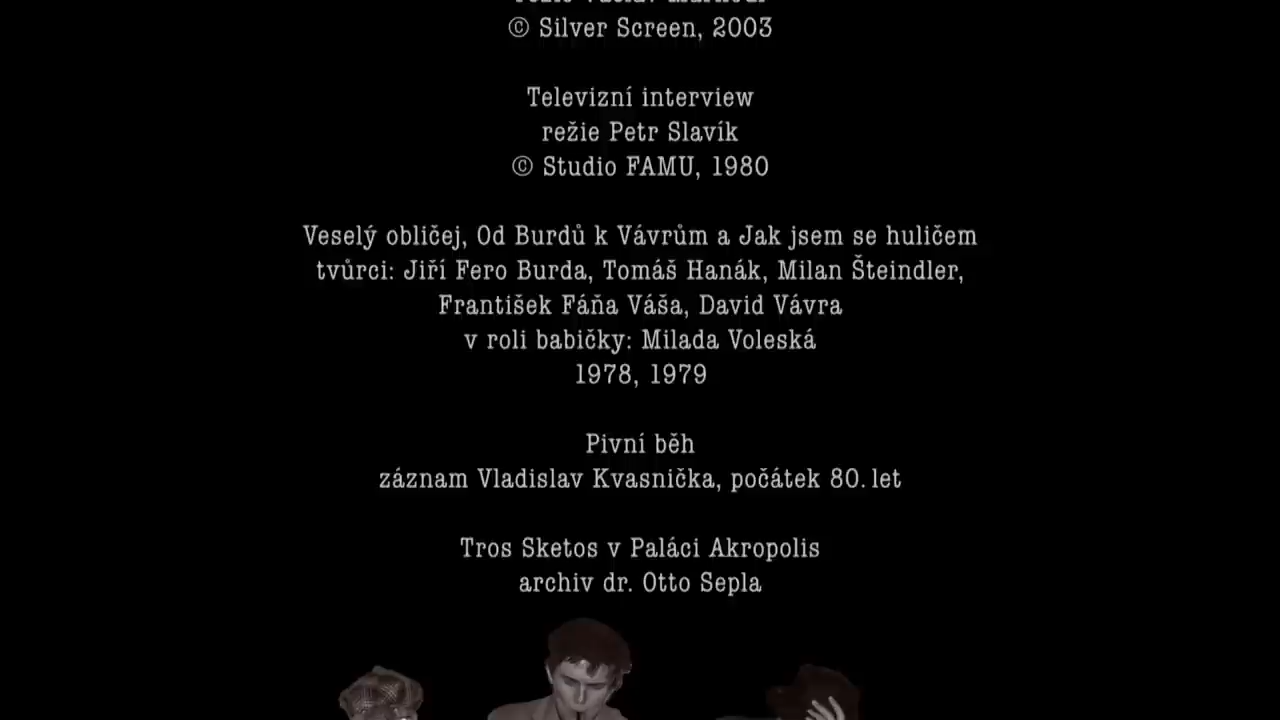 © Silver Screen, 2003
Televizní interview
režie Petr Slavík
© Studio FAMU, 1980
Veselý obličej, Od Burdů k Vávrům a Jak jsem se huličem
tvůrci: Jiří Fero Burda, Tomáš Hanák, Milan Šteindler,
František Fáňa Váša, David Vávra
v roli babičky: Milada Voleská
1978, 1979
Pivní běh
záznam Vladislav Kvasnička, počátek 80. let
Tros Sketos v Paláci Akropolis
archiv dr. Otto Sepla